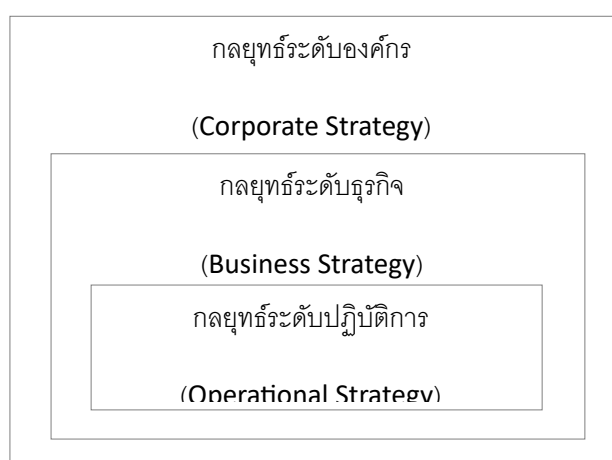 กลยุทธ์ระดับองค์กร
(Corporate Strategy)
กลยุทธ์ระดับธุรกิจ
(Business Strategy)
กลยุทธ์ระดับปฏิบัติการ
(Operational Strategy)